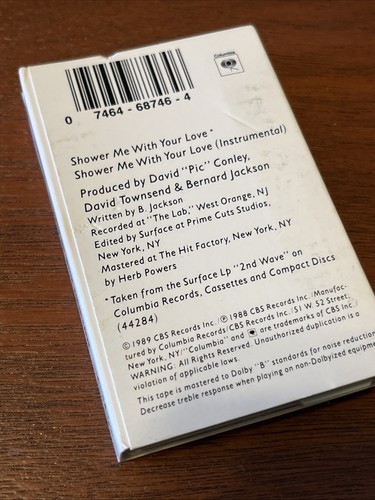 Columbia
0 7464-68746-4
Shower Me With Your Love *
Shower Me With Your Love (Instrumental)
Produced by David "Pic" Conley,
David Townsend & Bernard Jackson
Written by B. Jackson
Recorded at "The Lab," West Orange, NJ
Edited by Surface at Prime Cuts Studios,
New York, NY
Mastered at The Hit Factory, New York, NY
by Herb Powers
* Taken from the Surface Lp "2nd Wave" on
Columbia Records, Cassettes and Compact Discs
(44284)
© 1989 CBS Records Inc./℗ 1988 CBS Records Inc./Manufac-
tured by Columbia Records/CBS Records Inc./51 W. 52 Street,
New York, NY/"Columbia" and are trademarks of CBS Inc./
WARNING: All Rights Reserved. Unauthorized duplication is a
violation of applicable laws.
This tape is mastered to Dolby "B" standards for noise reduction
Decrease treble response when playing on non-Dolbyized equipme